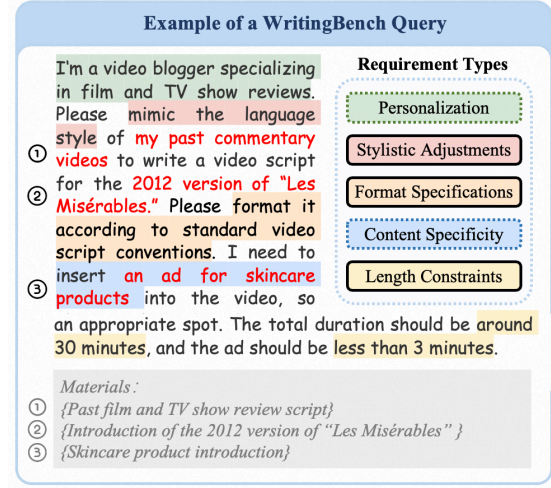 Example of a WritingBench Query
I'm a video blogger specializing
in film and TV show reviews.
Please mimic the language
style of my past commentary
① videos to write a video script
for the 2012 version of “Les
② Misérables.” Please format it
according to standard video
script conventions. I need to
insert an ad for skincare
③ products into the video, so
an appropriate spot. The total duration should be around
30 minutes, and the ad should be less than 3 minutes.
Requirement Types
Personalization
Stylistic Adjustments
Format Specifications
Content Specificity
Length Constraints
Materials:
① {Past film and TV show review script}
② {Introduction of the 2012 version of “Les Misérables” }
③ {Skincare product introduction}